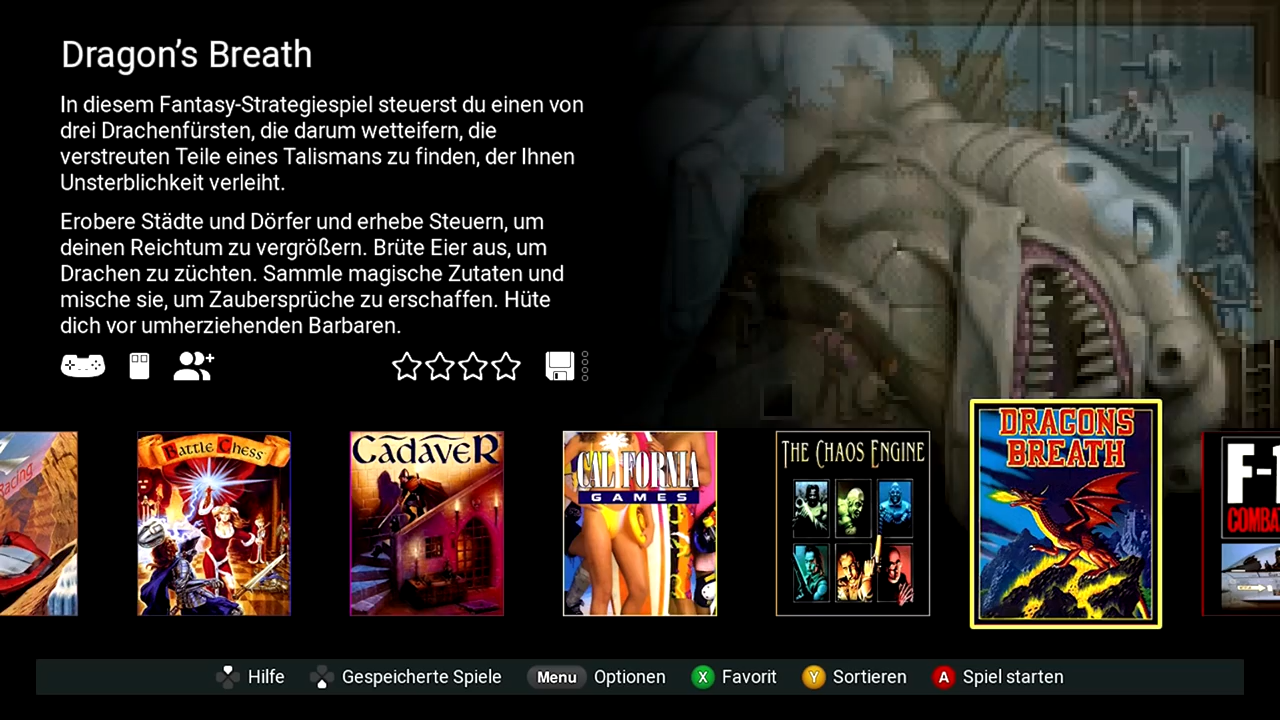 Dragon’s Breath
In diesem Fantasy-Strategiespiel steuerst du einen von
drei Drachenfürsten, die darum wetteifern, die
verstreuten Teile eines Talismans zu finden, der Ihnen
Unsterblichkeit verleiht.
Erobere Städte und Dörfer und erhebe Steuern, um
deinen Reichtum zu vergrößern. Brüte Eier aus, um
Drachen zu züchten. Sammle magische Zutaten und
mische sie, um Zaubersprüche zu erschaffen. Hüte
dich vor umherziehenden Barbaren.
Racing
BATTLE CHESS
CADAVER
CALIFORNIA
GAMES
THE CHAOS ENGINE
DRAGONS
BREATH
F-1
COMBA
Hilfe
Gespeicherte Spiele
Menu Optionen
X Favorit
Y Sortieren
A Spiel starten